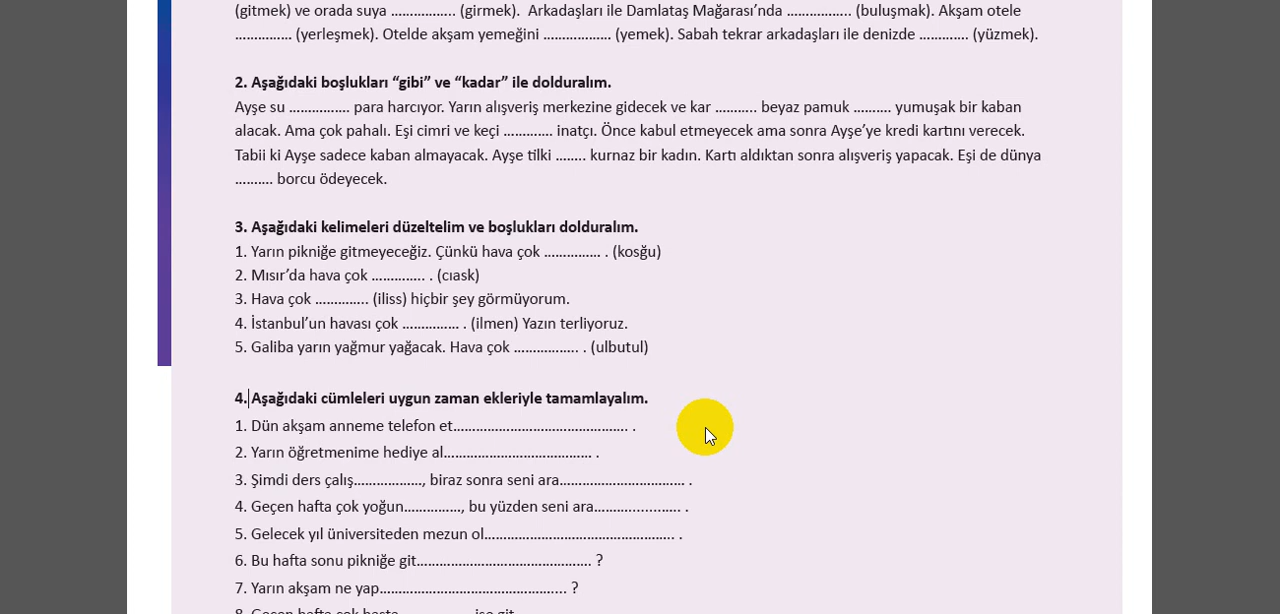 (gitmek) ve orada suya …………….. (girmek).  Arkadaşları ile Damlataş Mağarası’nda …………….. (buluşmak). Akşam otele
…………… (yerleşmek). Otelde akşam yemeğini ……………… (yemek). Sabah tekrar arkadaşları ile denizde …………. (yüzmek).
2. Aşağıdaki boşlukları “gibi” ve “kadar” ile dolduralım.
Ayşe su ……………. para harcıyor. Yarın alışveriş merkezine gidecek ve kar ……….. beyaz pamuk ………. yumuşak bir kaban
alacak. Ama çok pahalı. Eşi cimri ve keçi …………. inatçı. Önce kabul etmeyecek ama sonra Ayşe’ye kredi kartını verecek.
Tabii ki Ayşe sadece kaban almayacak. Ayşe tilki …….. kurnaz bir kadın. Kartı aldıktan sonra alışveriş yapacak. Eşi de dünya
………. borcu ödeyecek.
3. Aşağıdaki kelimeleri düzeltelim ve boşlukları dolduralım.
1. Yarın pikniğe gitmeyeceğiz. Çünkü hava çok …………… . (kosğu)
2. Mısır’da hava çok ………….. . (cıask)
3. Hava çok ………….. (iliss) hiçbir şey görmüyorum.
4. İstanbul’un havası çok …………… . (ilmen) Yazın terliyoruz.
5. Galiba yarın yağmur yağacak. Hava çok …………….. . (ulbutul)
4. Aşağıdaki cümleleri uygun zaman ekleriyle tamamlayalım.
1. Dün akşam anneme telefon et…………………………………….. .
2. Yarın öğretmenime hediye al………………………………. .
3. Şimdi ders çalış………………, biraz sonra seni ara…………………………. .
4. Geçen hafta çok yoğun……………, bu yüzden seni ara……….........….. .
5. Gelecek yıl üniversiteden mezun ol……………………………………….. .
6. Bu hafta sonu pikniğe git……………………………………. ?
7. Yarın akşam ne yap……………………………………….... ?
8. Geçen hafta çok hasta……………… işe git